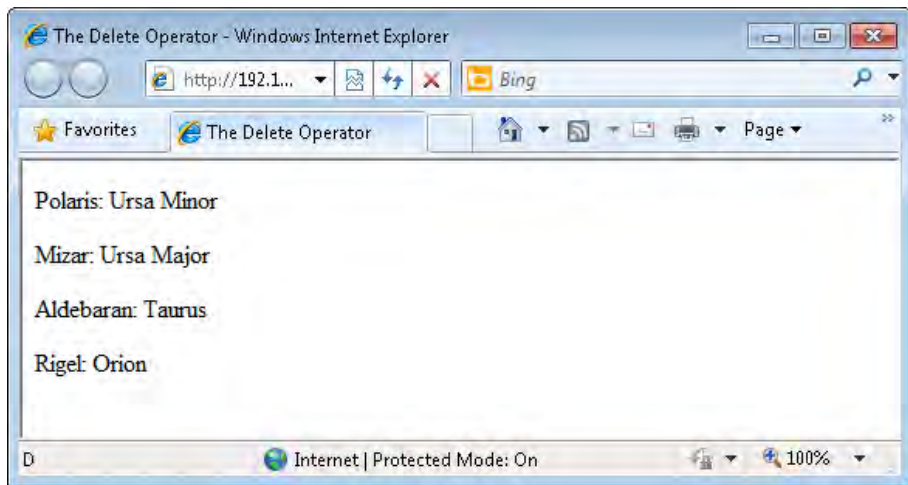 The Delete Operator - Windows Internet Explorer
http://192.1... Bing
Favorites The Delete Operator Page
Polaris: Ursa Minor
Mizar: Ursa Major
Aldebaran: Taurus
Rigel: Orion
D Internet | Protected Mode: On 100%